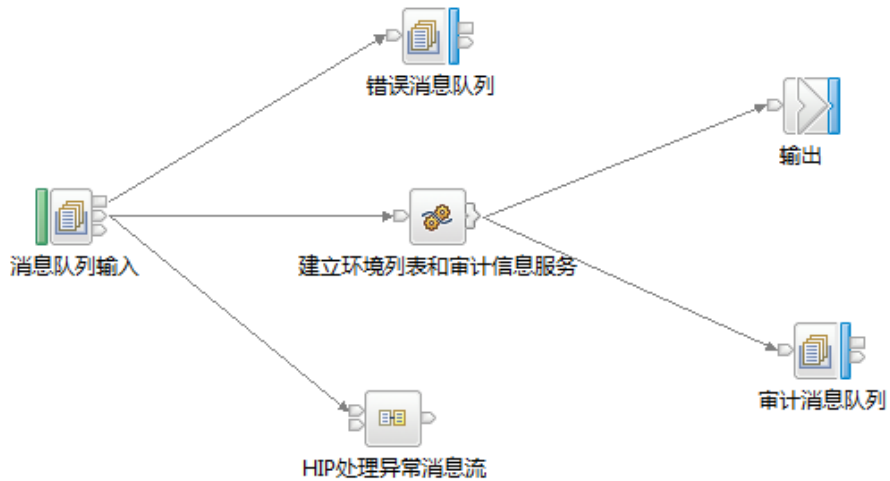 错误消息队列
输出
消息队列输入
建立环境列表和审计信息服务
审计消息队列
HIP处理异常消息流